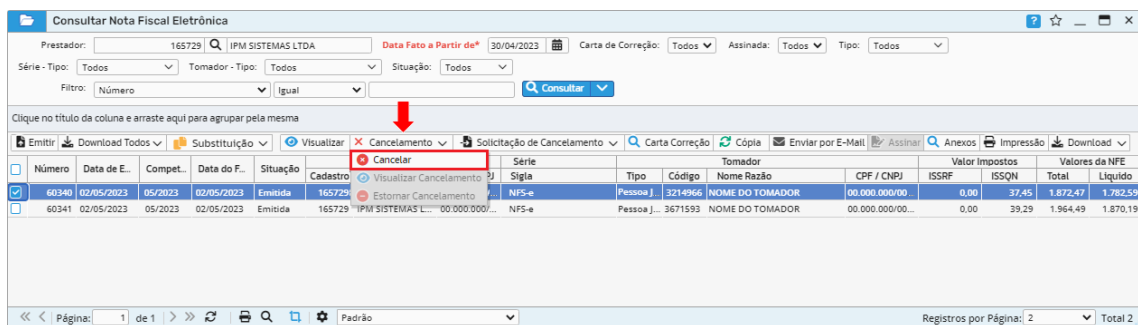 Consultar Nota Fiscal Eletrônica
Prestador: 165729 IPM SISTEMAS LTDA Data Fato a Partir de* 30/04/2023 Carta de Correção: Todos Assinada: Todos Tipo: Todos
Série - Tipo: Todos Tomador - Tipo: Todos Situação: Todos
Filtro: Número Igual Consultar
Clique no título da coluna e arraste aqui para agrupar pela mesma
Emitir Download Todos Substituição Visualizar Cancelamento Solicitação de Cancelamento Carta Correção Cópia Enviar por E-Mail Assinar Anexos Impressão Download
Cancelar
Visualizar Cancelamento
Estornar Cancelamento
Série Tomador Valor Impostos Valores da NFE
Número Data de E... Compet... Data do F... Situação Cadastro Sigla Tipo Código Nome Razão CPF / CNPJ ISSRF ISSQN Total Líquido
60340 02/05/2023 05/2023 02/05/2023 Emitida 165729 NFS-e Pessoa J... 3214966 NOME DO TOMADOR 00.000.000/00... 0,00 37,45 1.872,47 1.782,59
60341 02/05/2023 05/2023 02/05/2023 Emitida 165729 IPM SISTEMAS L... 00.000.000/... NFS-e Pessoa J... 3671593 NOME DO TOMADOR 00.000.000/00... 0,00 39,29 1.964,49 1.870,19
Página: 1 de 1 Padrão Registros por Página: 2 Total 2